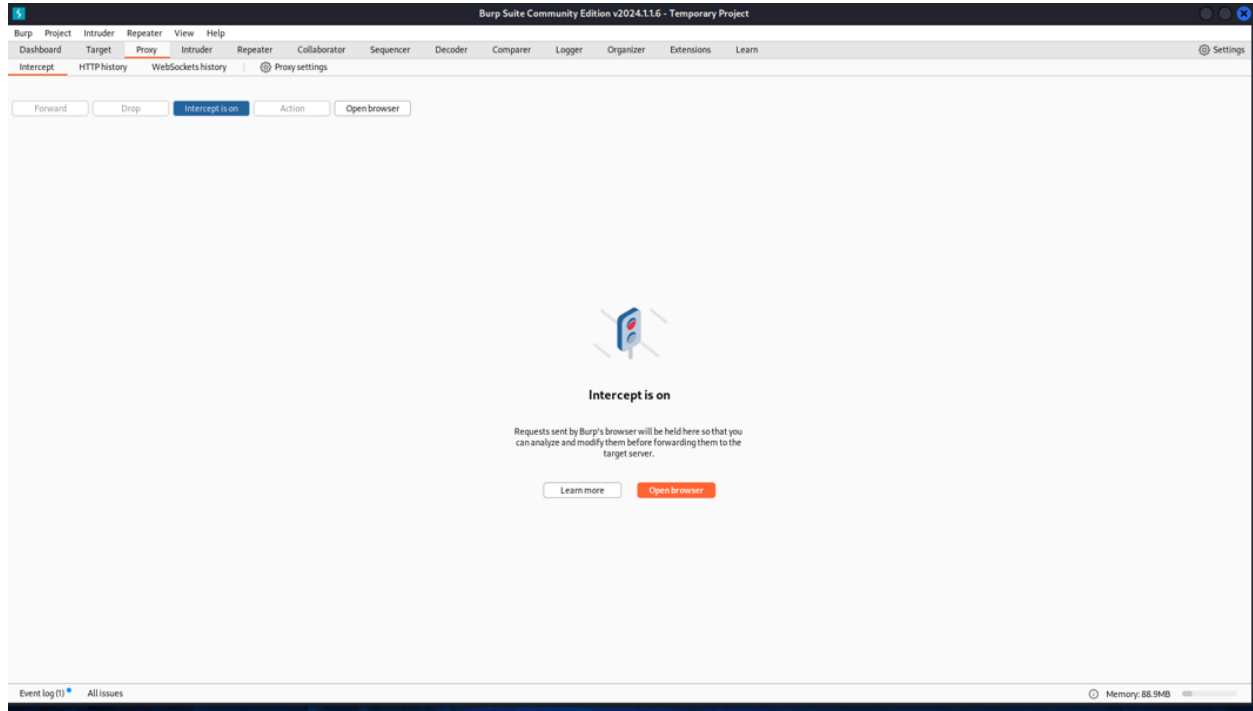 Burp Suite Community Edition v2024.1.1.6 - Temporary Project
Burp Project Intruder Repeater View Help
Dashboard Target Proxy Intruder Repeater Collaborator Sequencer Decoder Comparer Logger Organizer Extensions Learn Settings
Intercept HTTP history WebSockets history Proxy settings
Forward Drop Intercept is on Action Open browser
Intercept is on
Requests sent by Burp's browser will be held here so that you
can analyze and modify them before forwarding them to the
target server.
Learn more Open browser
Event log (1) All issues Memory: 88.9MB